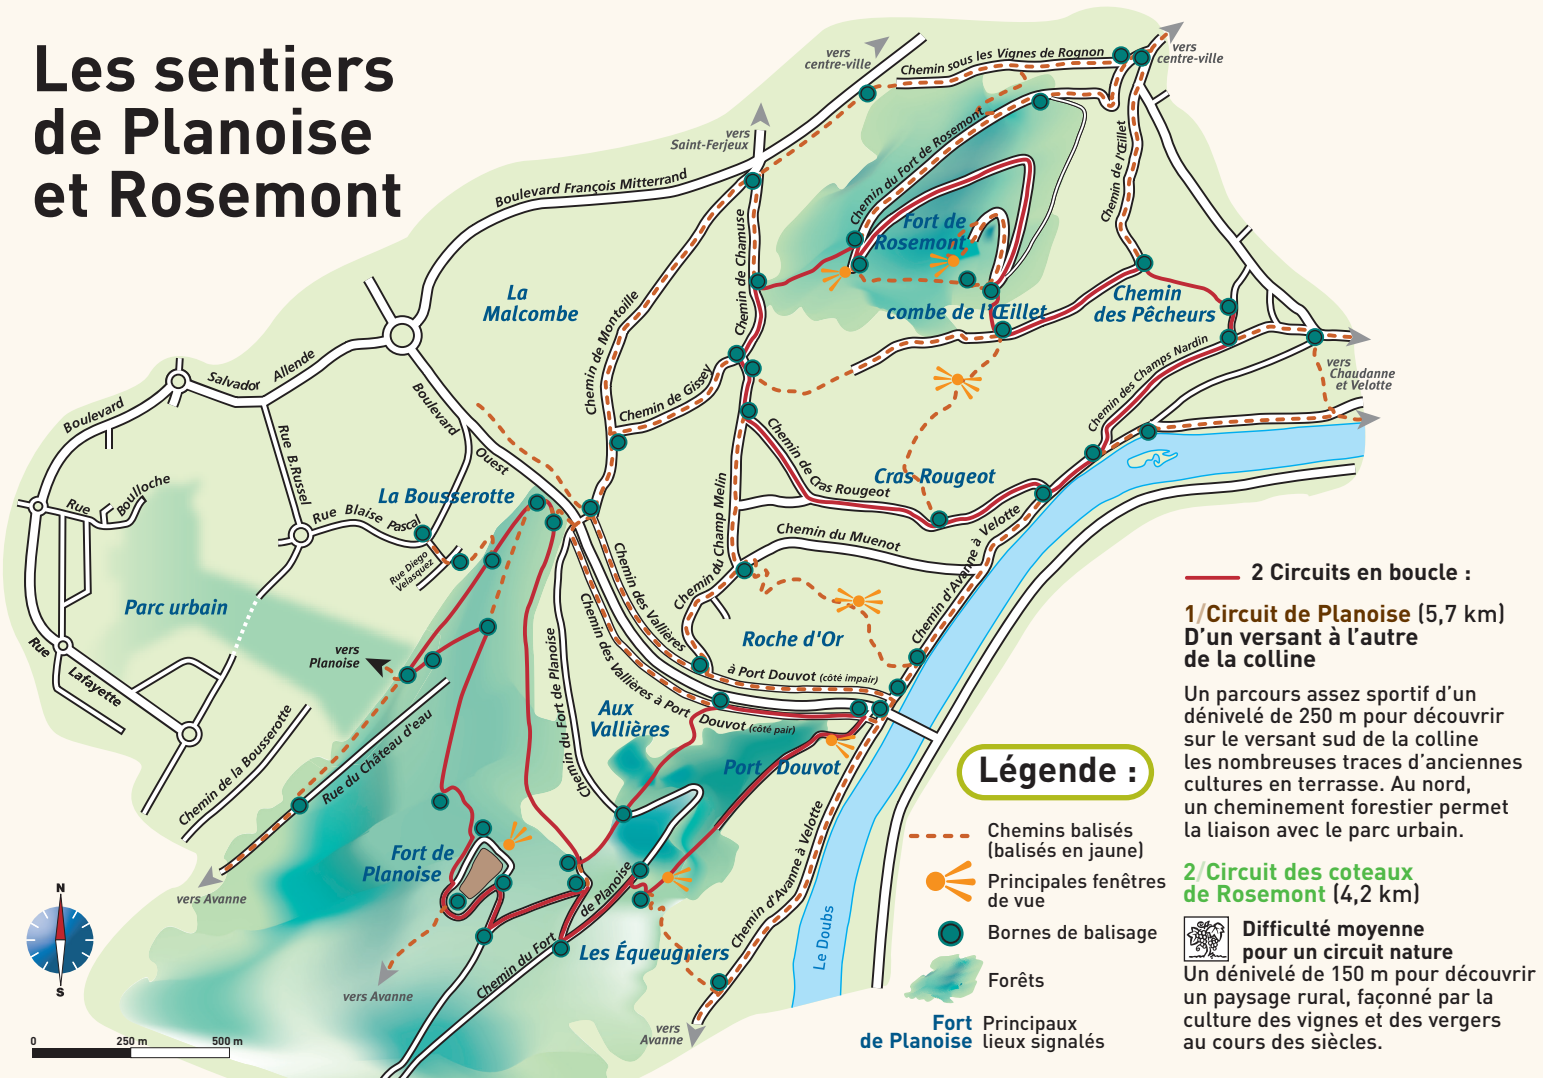 Les sentiers
de Planoise
et Rosemont
vers
centre-ville
Chemin sous les Vignes de Rognon
vers
centre-ville
vers
Saint-Ferjeux
Boulevard François Mitterrand
Chemin du Fort de Rosemont
Chemin de l'Œillet
Chemin de Chamuse
Fort de
Rosemont
La
Malcombe
Chemin de Montoille
combe de l'Œillet
Chemin
des Pêcheurs
Boulevard
Salvador
Allende
Boulevard
Ouest
Chemin de Gissey
Chemin des Champs Nardin
vers
Chaudanne
et Velotte
Rue B.Russel
Rue
Boulloche
La Bousserotte
Rue Blaise Pascal
Rue Diego
Velasquez
Chemin de Cras Rougeot
Cras Rougeot
Chemin du Champ Melin
Chemin du Muenot
Chemin d'Avanne à Velotte
Parc urbain
vers
Planoise
Rue
Lafayette
Chemin des Vallières
à Port Douvot (côté impair)
Chemin des Vallières à Port
Douvot (côté pair)
Roche d'Or
Chemin du Fort de Planoise
Aux
Vallières
Port Douvot
Chemin de la Bousserotte
Rue du Château d'eau
Fort de
Planoise
vers Avanne
vers Avanne
Chemin du Fort
de Planoise
Les Équeugniers
Chemin d'Avanne à Velotte
vers
Avanne
Le Doubs
N
S
0
250 m
500 m
Légende :
Chemins balisés
(balisés en jaune)
Principales fenêtres
de vue
Bornes de balisage
Forêts
Fort
de Planoise
Principaux
lieux signalés
2 Circuits en boucle :
1/Circuit de Planoise (5,7 km)
D’un versant à l’autre
de la colline
Un parcours assez sportif d’un
dénivelé de 250 m pour découvrir
sur le versant sud de la colline
les nombreuses traces d’anciennes
cultures en terrasse. Au nord,
un cheminement forestier permet
la liaison avec le parc urbain.
2/Circuit des coteaux
de Rosemont (4,2 km)
Difficulté moyenne
pour un circuit nature
Un dénivelé de 150 m pour découvrir
un paysage rural, façonné par la
culture des vignes et des vergers
au cours des siècles.